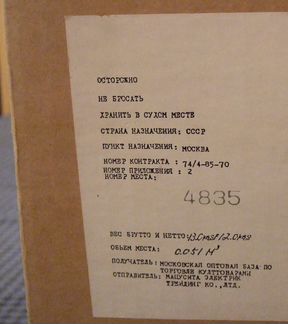 ОСТОРОЖНО
НЕ БРОСАТЬ
ХРАНИТЬ В СУХОМ МЕСТЕ
СТРАНА НАЗНАЧЕНИЯ: СССР
ПУНКТ НАЗНАЧЕНИЯ: МОСКВА
НОМЕР КОНТРАКТА : 74/4-85-70
НОМЕР ПРИЛОЖЕНИЯ : 2
НОМЕР МЕСТА:
4835
ВЕС БРУТТО И НЕТТО:
ОБЪЕМ МЕСТА: 0.051 М³
ПОЛУЧАТЕЛЬ: МОСКОВСКАЯ ОПТОВАЯ БАЗА ПО
ТОРГОВЛЕ КУЛТТОВАРАМИ
ОТПРАВИТЕЛЬ: МАЦУСИТА ЭЛЕКТРИК
ТРЕЙДИНГ КО.,ЛТД.